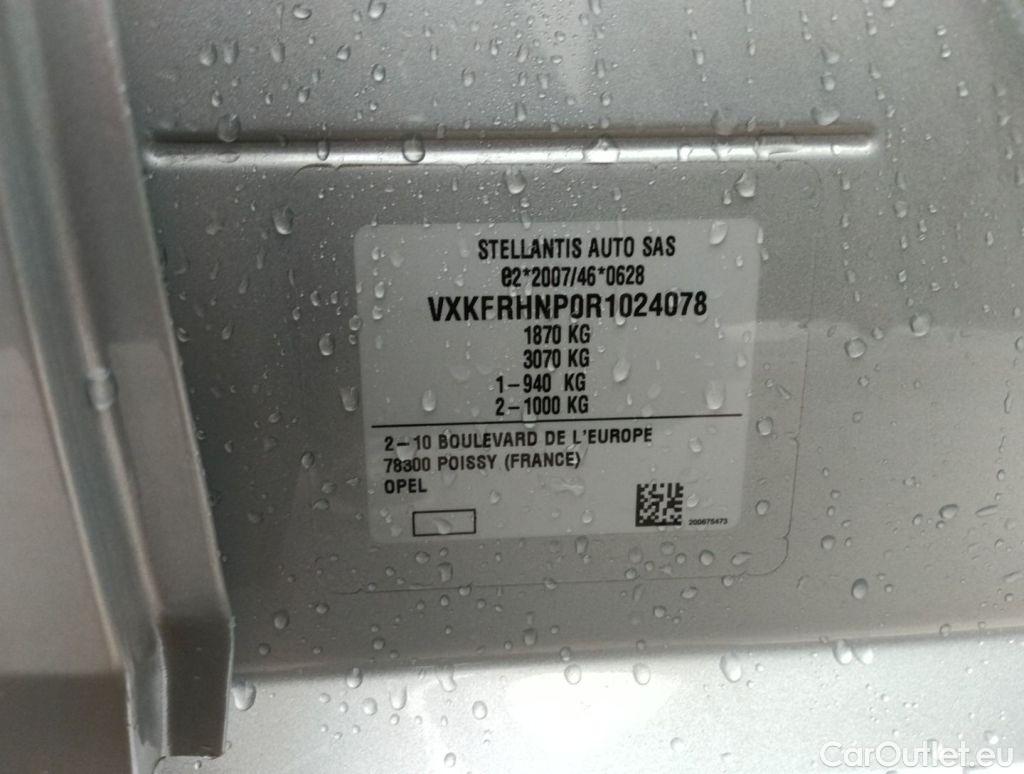 STELLANTIS AUTO SAS
e2*2007/46*0628
VXKFRHNP0R1024078
1870 KG
3070 KG
1-940 KG
2-1000 KG
2-10 BOULEVARD DE L'EUROPE
78300 POISSY (FRANCE)
OPEL
200675473
CarOutlet.eu